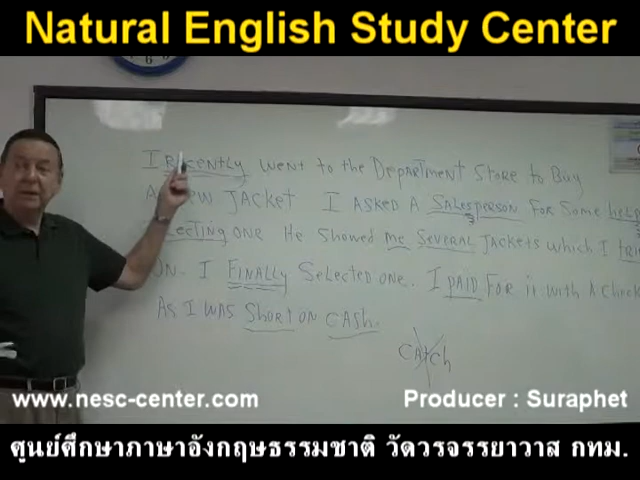 Natural English Study Center
I RECENTLY WENT to the DEPARTMENT STORE to Buy
A NEW JACKET I ASKED A SALESPERSON FOR Some help
ONE He Showed me SEVERAL JACKETS which I
ON. I FINALLY SELECTED ONE. I PAID FOR it with A Check
AS I WAS ShORT ON CASh.
CATCh
www.nesc-center.com
Producer : Suraphet
ศูนย์ศึกษาภาษาอังกฤษธรรมชาติ วัดวรจรรยาวาส กทม.